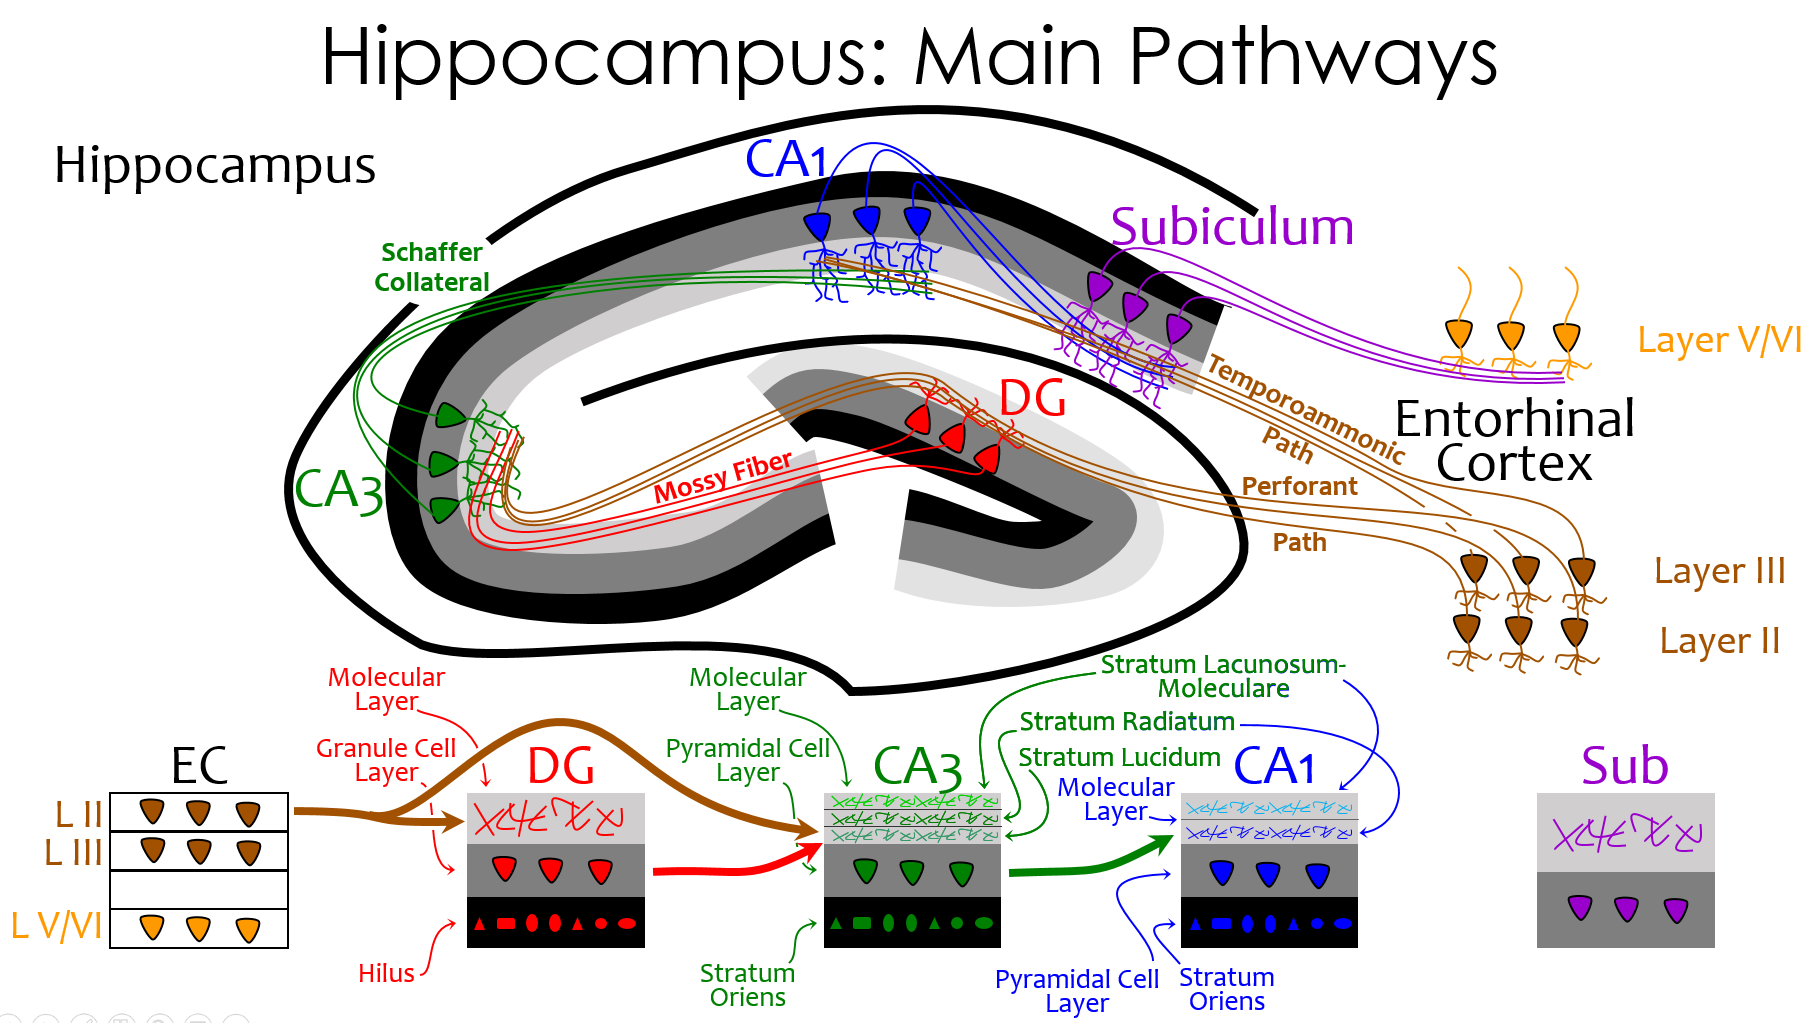 Hippocampus: Main Pathways
Hippocampus
CA1
Subiculum
Schaffer
Collateral
Layer V/VI
Temporoammonic
Path
DG
Entorhinal
Cortex
CA3
Mossy Fiber
Perforant
Path
Layer III
Layer II
Molecular
Layer
Molecular
Layer
Stratum Lacunosum-
Moleculare
Stratum Radiatum
Stratum Lucidum
Granule Cell
Layer
Pyramidal Cell
Layer
Molecular
Layer
EC
DG
CA3
CA1
Sub
L II
L III
L V/VI
Hilus
Stratum
Oriens
Pyramidal Cell
Layer
Stratum
Oriens